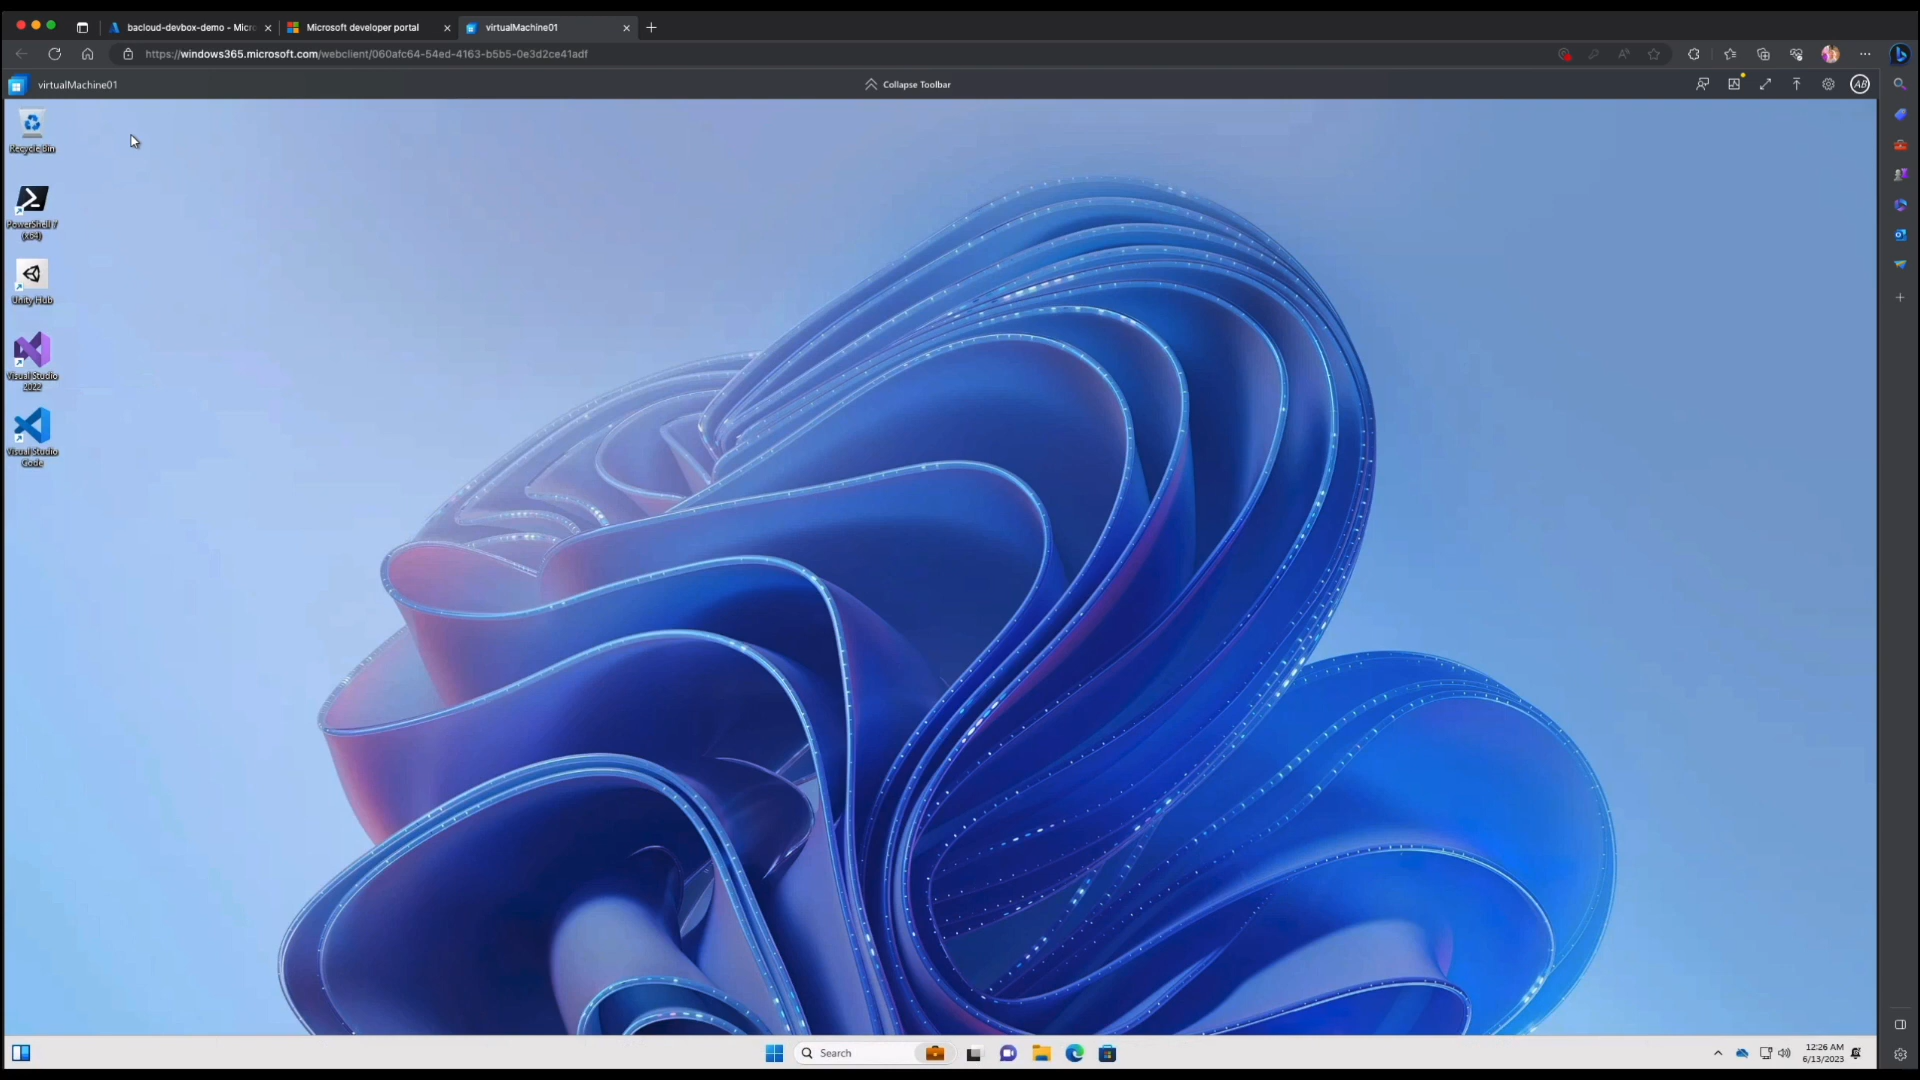 bacloud-devbox-demo - Micro
Microsoft developer portal
virtualMachine01
https://windows365.microsoft.com/webclient/060afc64-54ed-4163-b5b5-0e3d2ce41adf
virtualMachine01
Collapse Toolbar
AB
Recycle Bin
PowerShell 7
(x64)
Unity Hub
Visual Studio
2022
Visual Studio
Code
Search
12:26 AM
6/13/2023